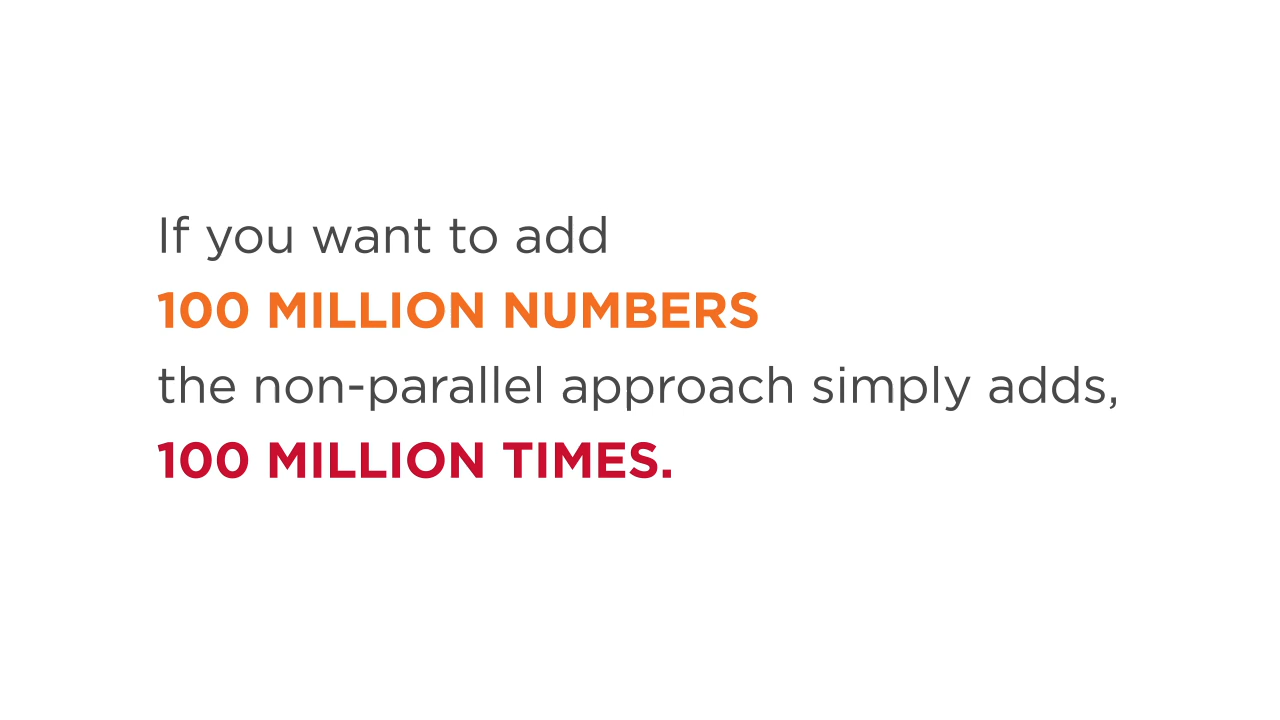 If you want to add
100 MILLION NUMBERS
the non-parallel approach simply adds,
100 MILLION TIMES.